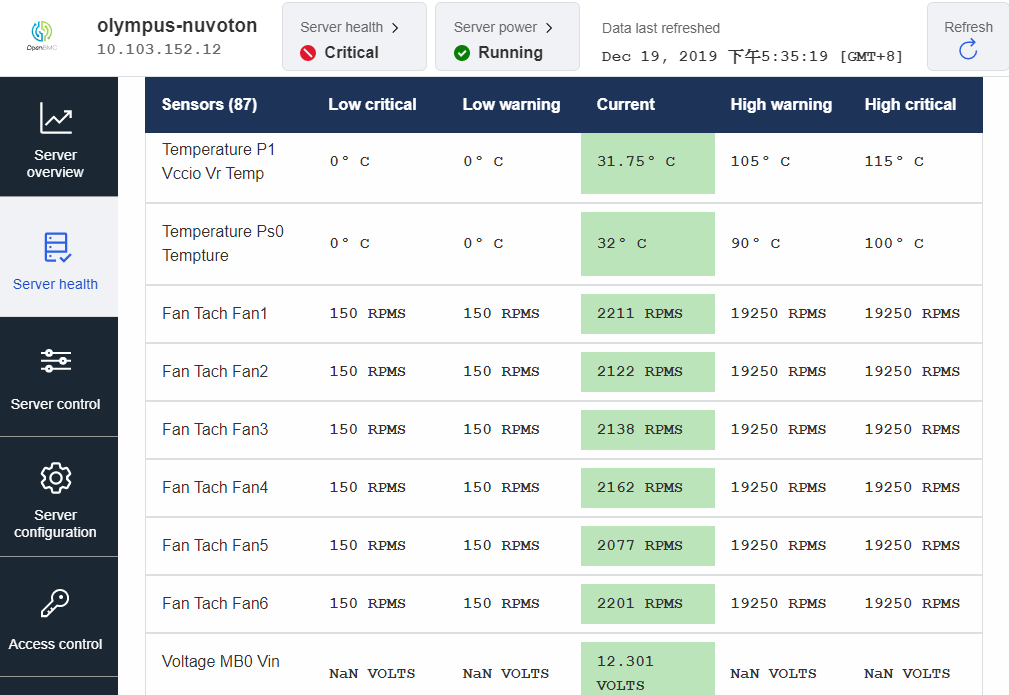 olympus-nuvoton
10.103.152.12
OpenBMC
Server health
Critical
Server power
Running
Data last refreshed
Dec 19, 2019 下午5:35:19 [GMT+8]
Refresh
Server
overview
Server health
Server control
Server
configuration
Access control
Sensors (87) Low critical Low warning Current High warning High critical
Temperature P1
Vccio Vr Temp 0° C 0° C 31.75° C 105° C 115° C
Temperature Ps0
Tempture 0° C 0° C 32° C 90° C 100° C
Fan Tach Fan1 150 RPMS 150 RPMS 2211 RPMS 19250 RPMS 19250 RPMS
Fan Tach Fan2 150 RPMS 150 RPMS 2122 RPMS 19250 RPMS 19250 RPMS
Fan Tach Fan3 150 RPMS 150 RPMS 2138 RPMS 19250 RPMS 19250 RPMS
Fan Tach Fan4 150 RPMS 150 RPMS 2162 RPMS 19250 RPMS 19250 RPMS
Fan Tach Fan5 150 RPMS 150 RPMS 2077 RPMS 19250 RPMS 19250 RPMS
Fan Tach Fan6 150 RPMS 150 RPMS 2201 RPMS 19250 RPMS 19250 RPMS
Voltage MB0 Vin NaN VOLTS NaN VOLTS 12.301
VOLTS NaN VOLTS NaN VOLTS